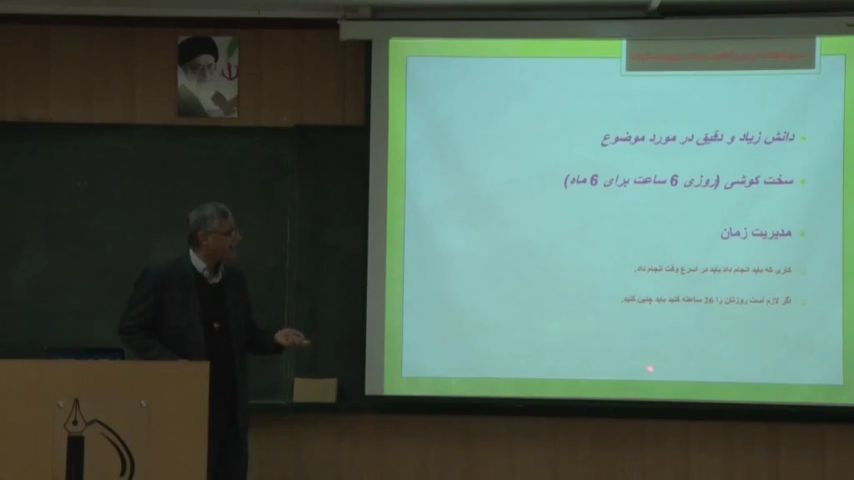 دانش زیاد و دقیق در مورد موضوع
سخت کوشی (روزی 6 ساعت برای 6 ماه)
مدیریت زمان
کاری که باید انجام داد باید در اسرع وقت انجام داد.
اگر لازم است روزتان را 26 ساعته کنید باید چنین کنید.